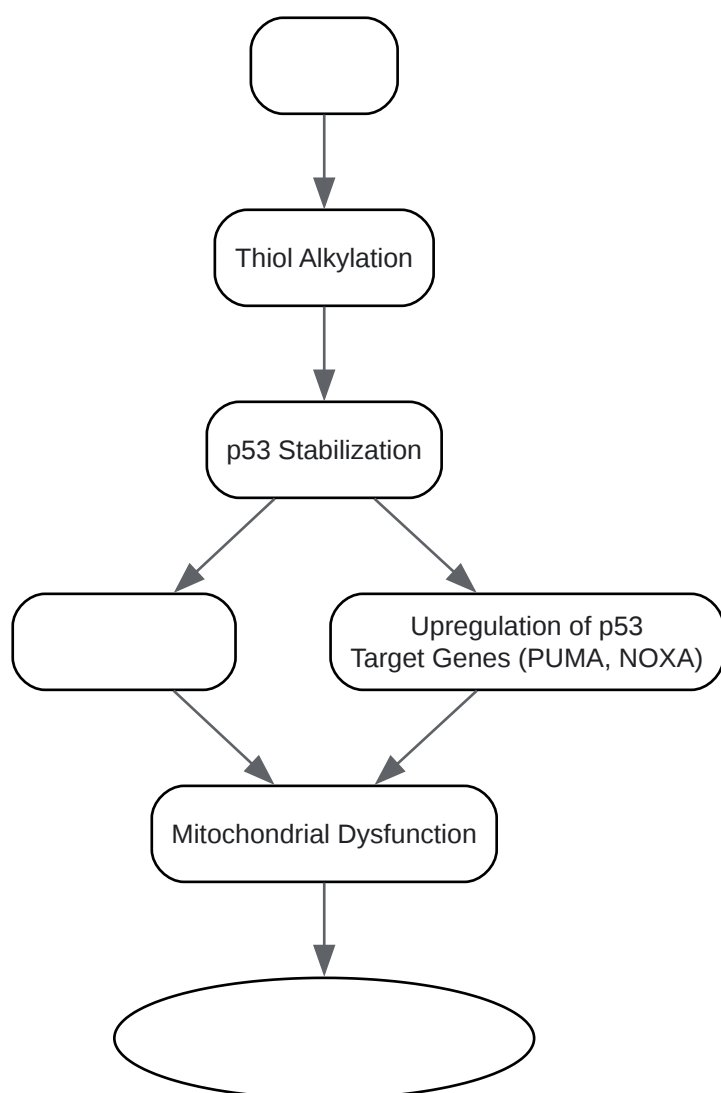 Thiol Alkylation
p53 Stabilization
Upregulation of p53
Target Genes (PUMA, NOXA)
Mitochondrial Dysfunction